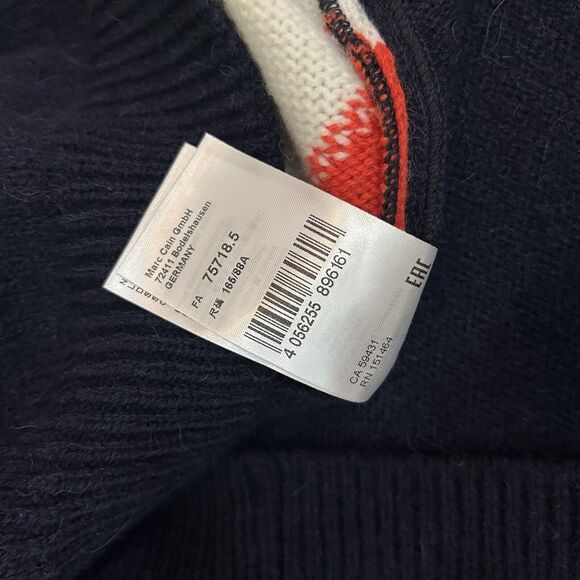 Marc Cain GmbH
72411 Bodelshausen
GERMANY
FA 75718.5
尺碼 165/88A
4 056255 896161
EAC
CA 59431
RN 151464